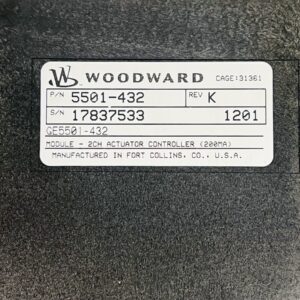 WOODWARD CAGE:31361
P/N 5501-432 REV K
S/N 17837533 1201
GE5501-432
MODULE - 2CH ACTUATOR CONTROLLER (200MA)
MANUFACTURED IN FORT COLLINS, CO., U.S.A.